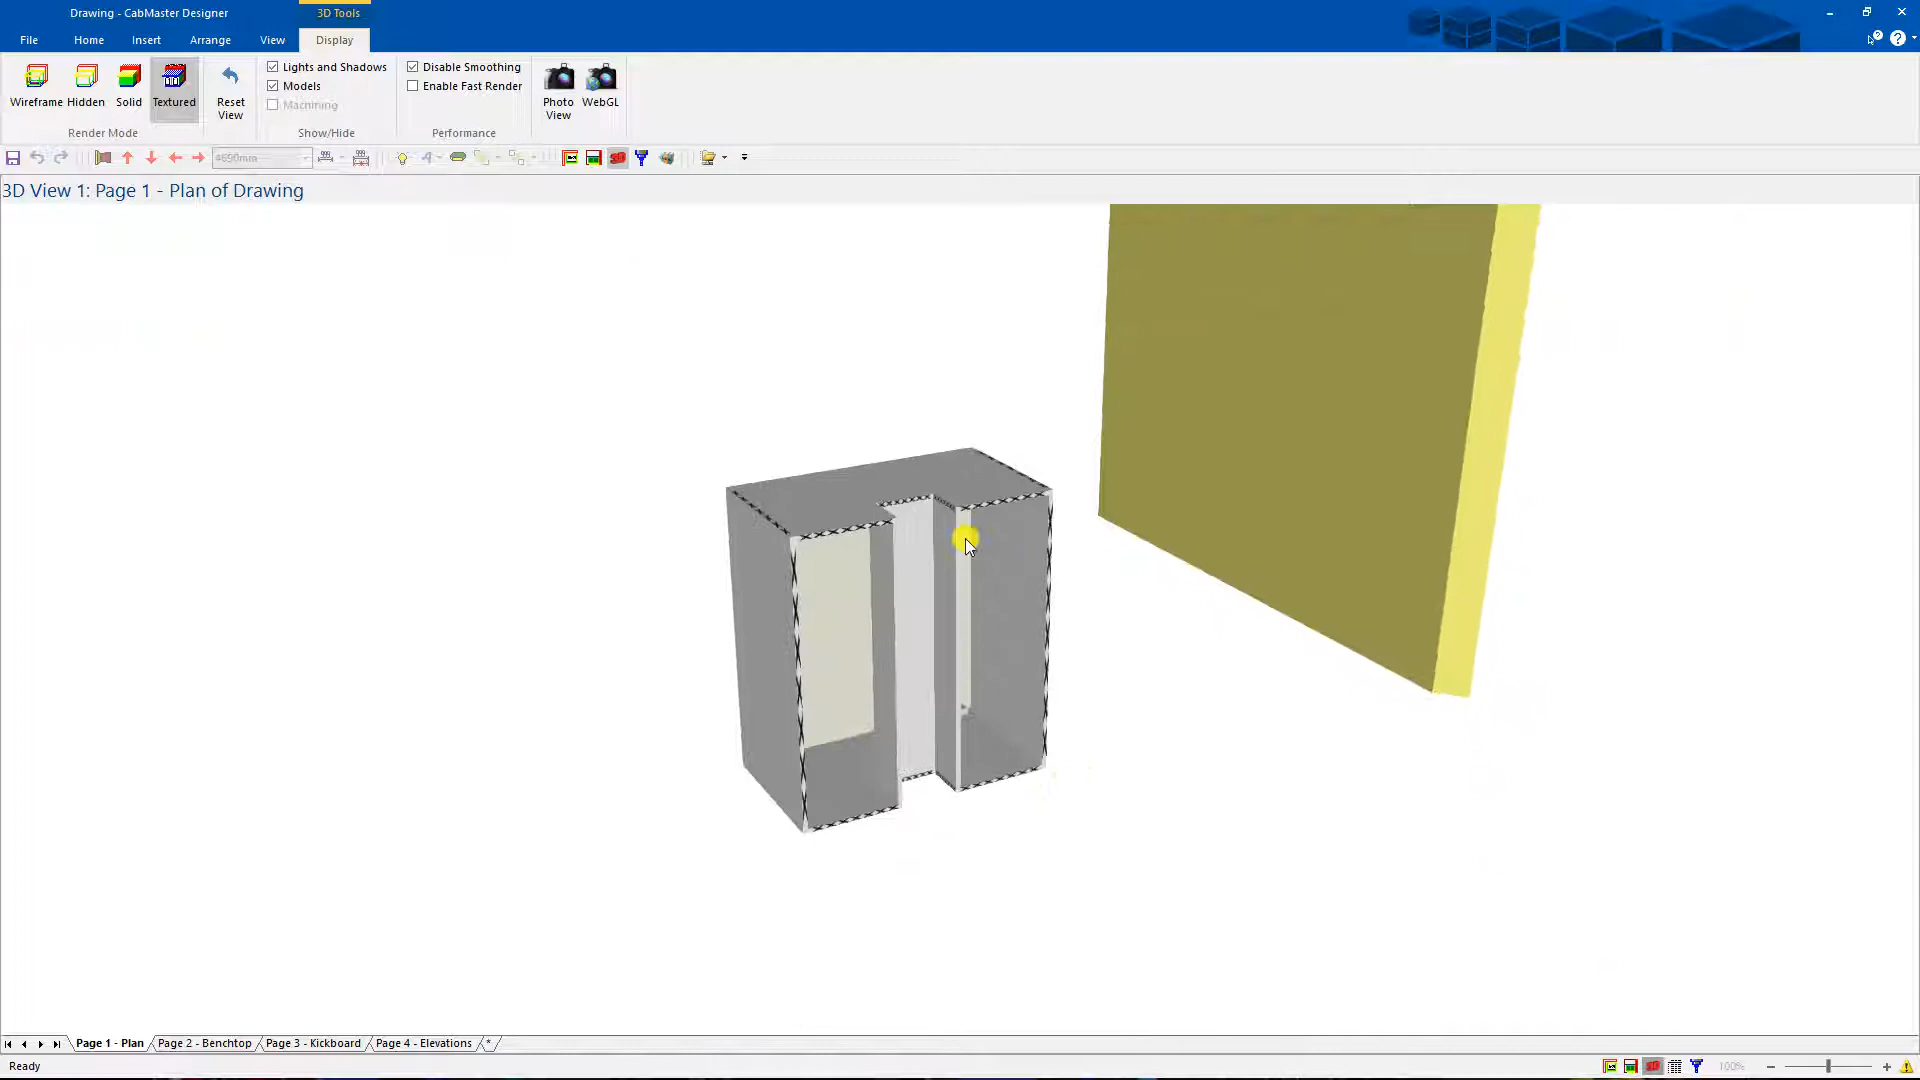 Drawing - CabMaster Designer
3D Tools
File
Home
Insert
Arrange
View
Display
Wireframe
Hidden
Solid
Textured
Reset
View
Lights and Shadows
Models
Machining
Disable Smoothing
Enable Fast Render
Photo
View
WebGL
Render Mode
Show/Hide
Performance
4690mm
3D View 1: Page 1 - Plan of Drawing
Page 1 - Plan
Page 2 - Benchtop
Page 3 - Kickboard
Page 4 - Elevations
*
Ready
100%